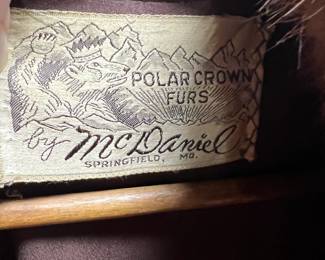 POLAR CROWN
FURS
by McDaniel
SPRINGFIELD, MO.